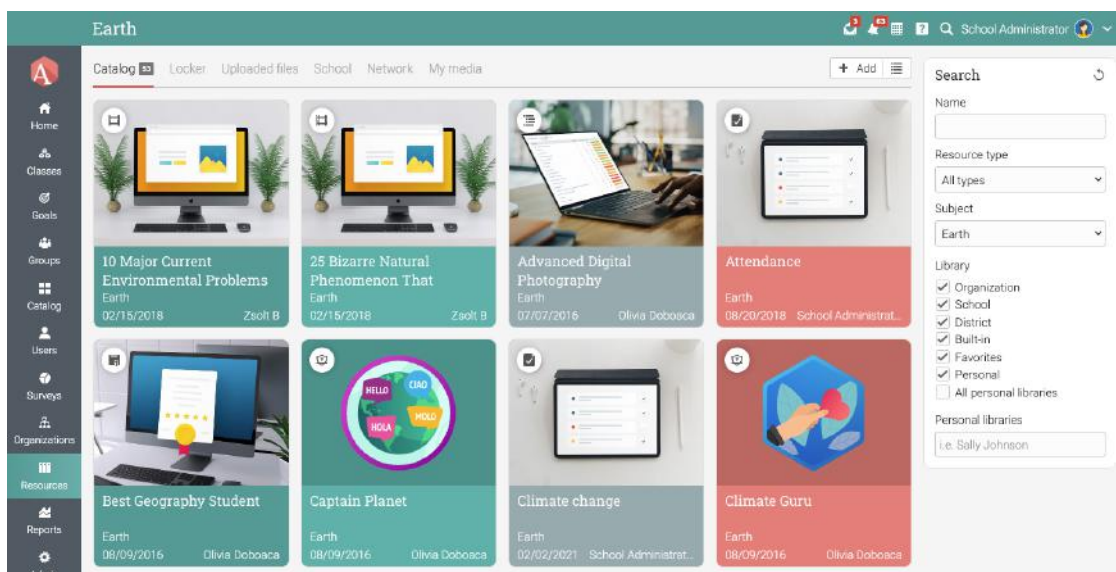 Earth
3
63
?
School Administrator
A
Home
Classes
Goals
Groups
Catalog
Users
Surveys
Organizations
Resources
Reports
Catalog 53
Locker
Uploaded files
School
Network
My media
+ Add
10 Major Current
Environmental Problems
Earth
02/15/2018 Zsolt B
25 Bizarre Natural
Phenomenon That
Earth
02/15/2018 Zsolt B
Advanced Digital
Photography
Earth
07/07/2016 Olivia Doboaca
Attendance
Earth
08/20/2018 School Administrat...
Best Geography Student
Earth
08/09/2016 Olivia Doboaca
HELLO
CIAO
HOLA
MOLO
Captain Planet
Earth
08/09/2016 Olivia Doboaca
Climate change
Earth
02/02/2021 School Administrat...
Climate Guru
Earth
08/09/2016 Olivia Doboaca
Search
Name
Resource type
All types
Subject
Earth
Library
Organization
School
District
Built-in
Favorites
Personal
All personal libraries
Personal libraries
i.e. Sally Johnson